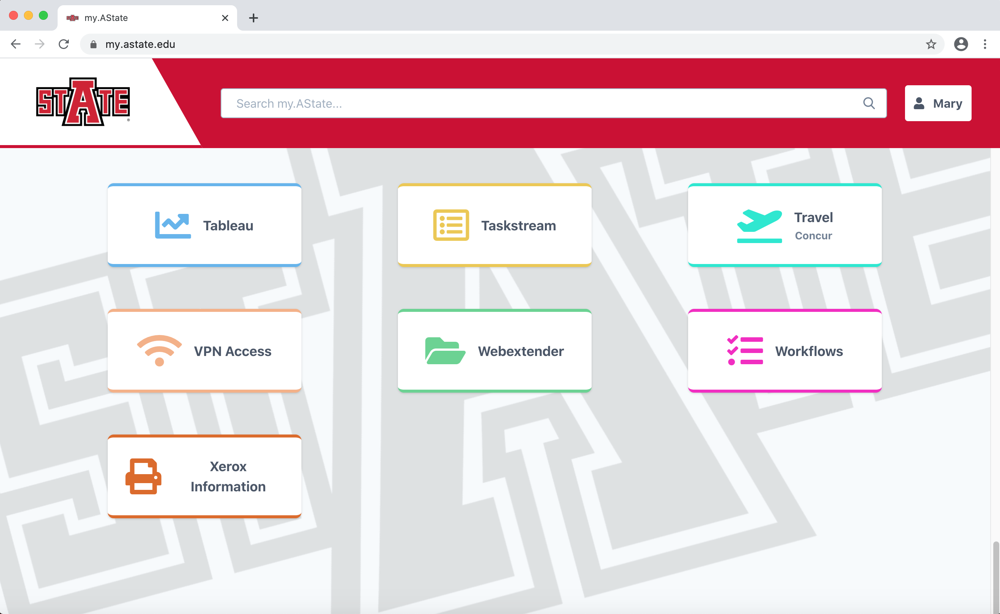 my.AState
my.astate.edu
STATE
®
Search my.AState...
Mary
Tableau
Taskstream
Travel
Concur
VPN Access
Webextender
Workflows
Xerox
Information